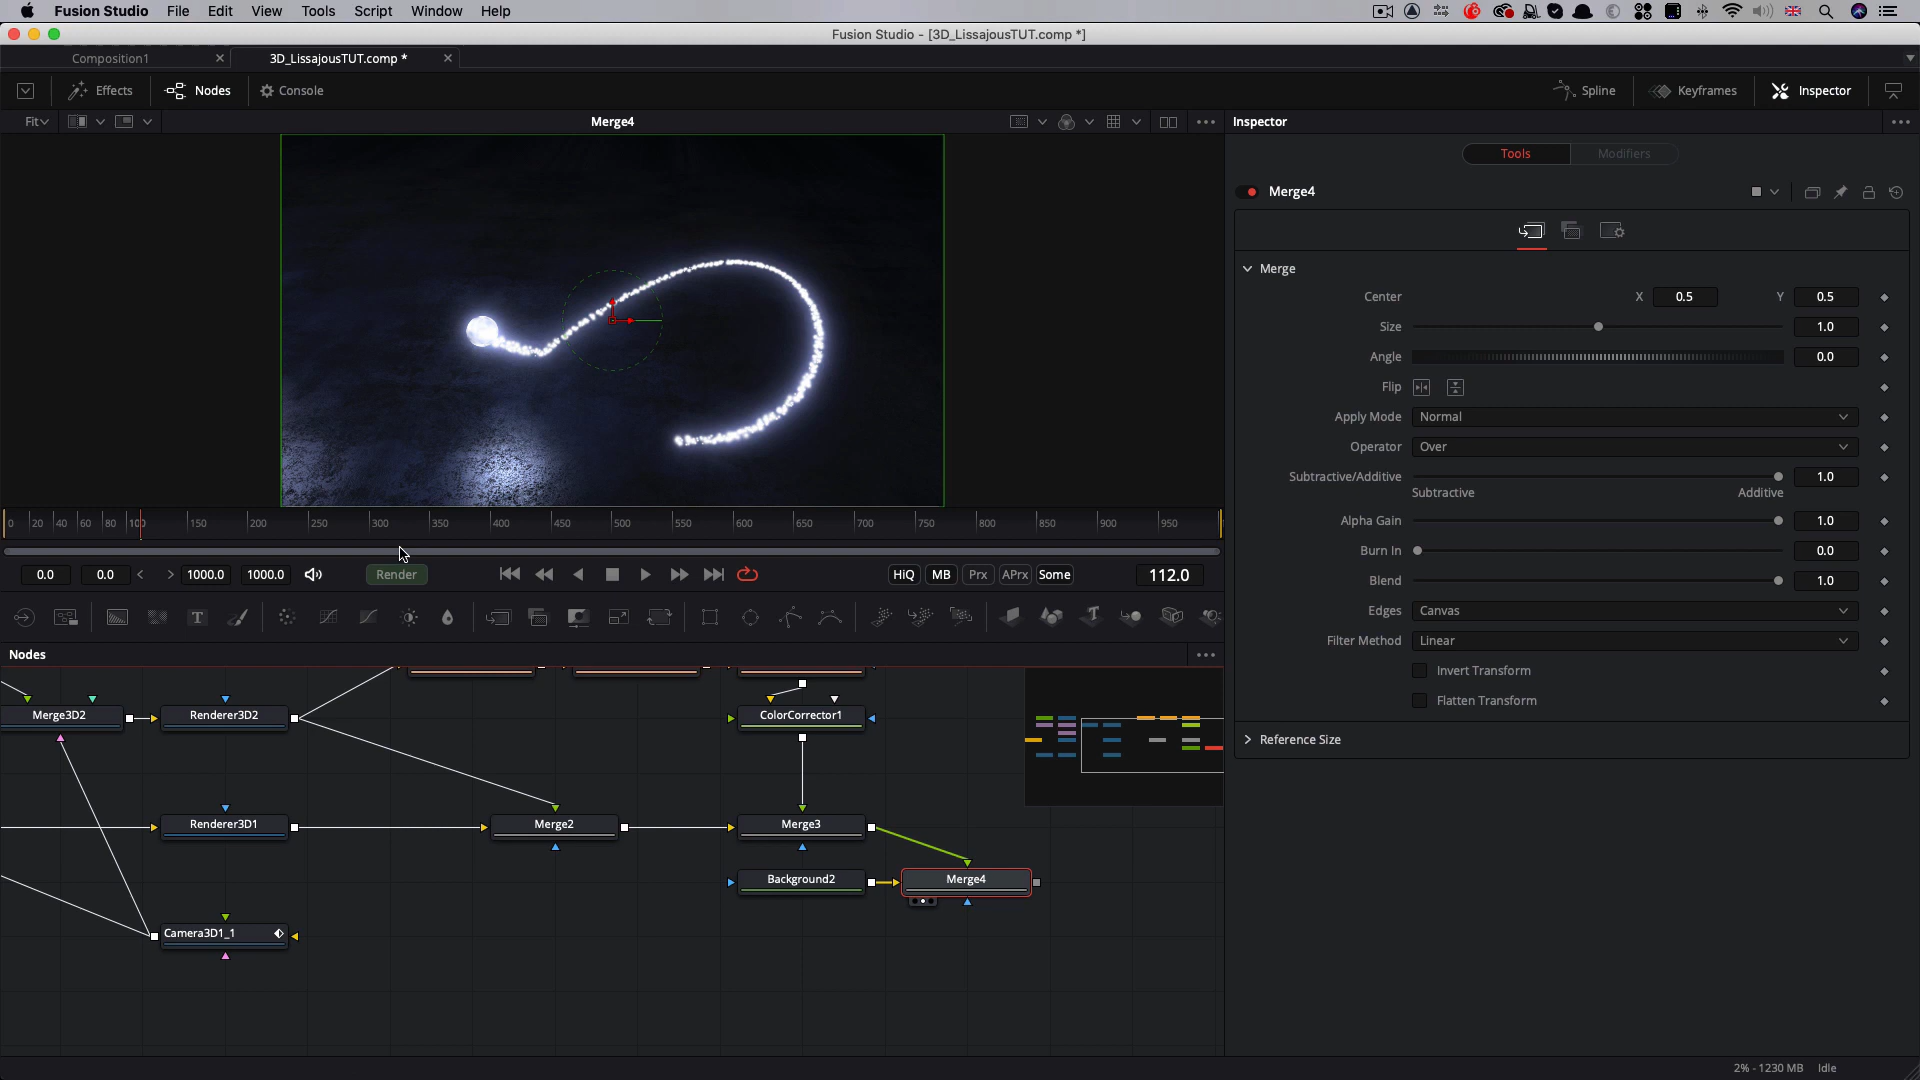 Fusion Studio File Edit View Tools Script Window Help
Fusion Studio - [3D_LissajousTUT.comp *]
Composition1 3D_LissajousTUT.comp *
Effects Nodes Console Spline Keyframes Inspector
Fit Merge4 Inspector
Tools Modifiers
Merge4
Merge
Center X 0.5 Y 0.5
Size 1.0
Angle 0.0
Flip
Apply Mode Normal
Operator Over
Subtractive/Additive 1.0
Subtractive Additive
Alpha Gain 1.0
Burn In 0.0
Blend 1.0
Edges Canvas
Filter Method Linear
Invert Transform
Flatten Transform
Reference Size
0 20 40 60 80 100 150 200 250 300 350 400 450 500 550 600 650 700 750 800 850 900 950
0.0 0.0 1000.0 1000.0 Render HiQ MB Prx APrx Some 112.0
Nodes
Merge3D2 Renderer3D2 ColorCorrector1
Renderer3D1 Merge2 Merge3
Background2 Merge4
Camera3D1_1
2% - 1230 MB Idle